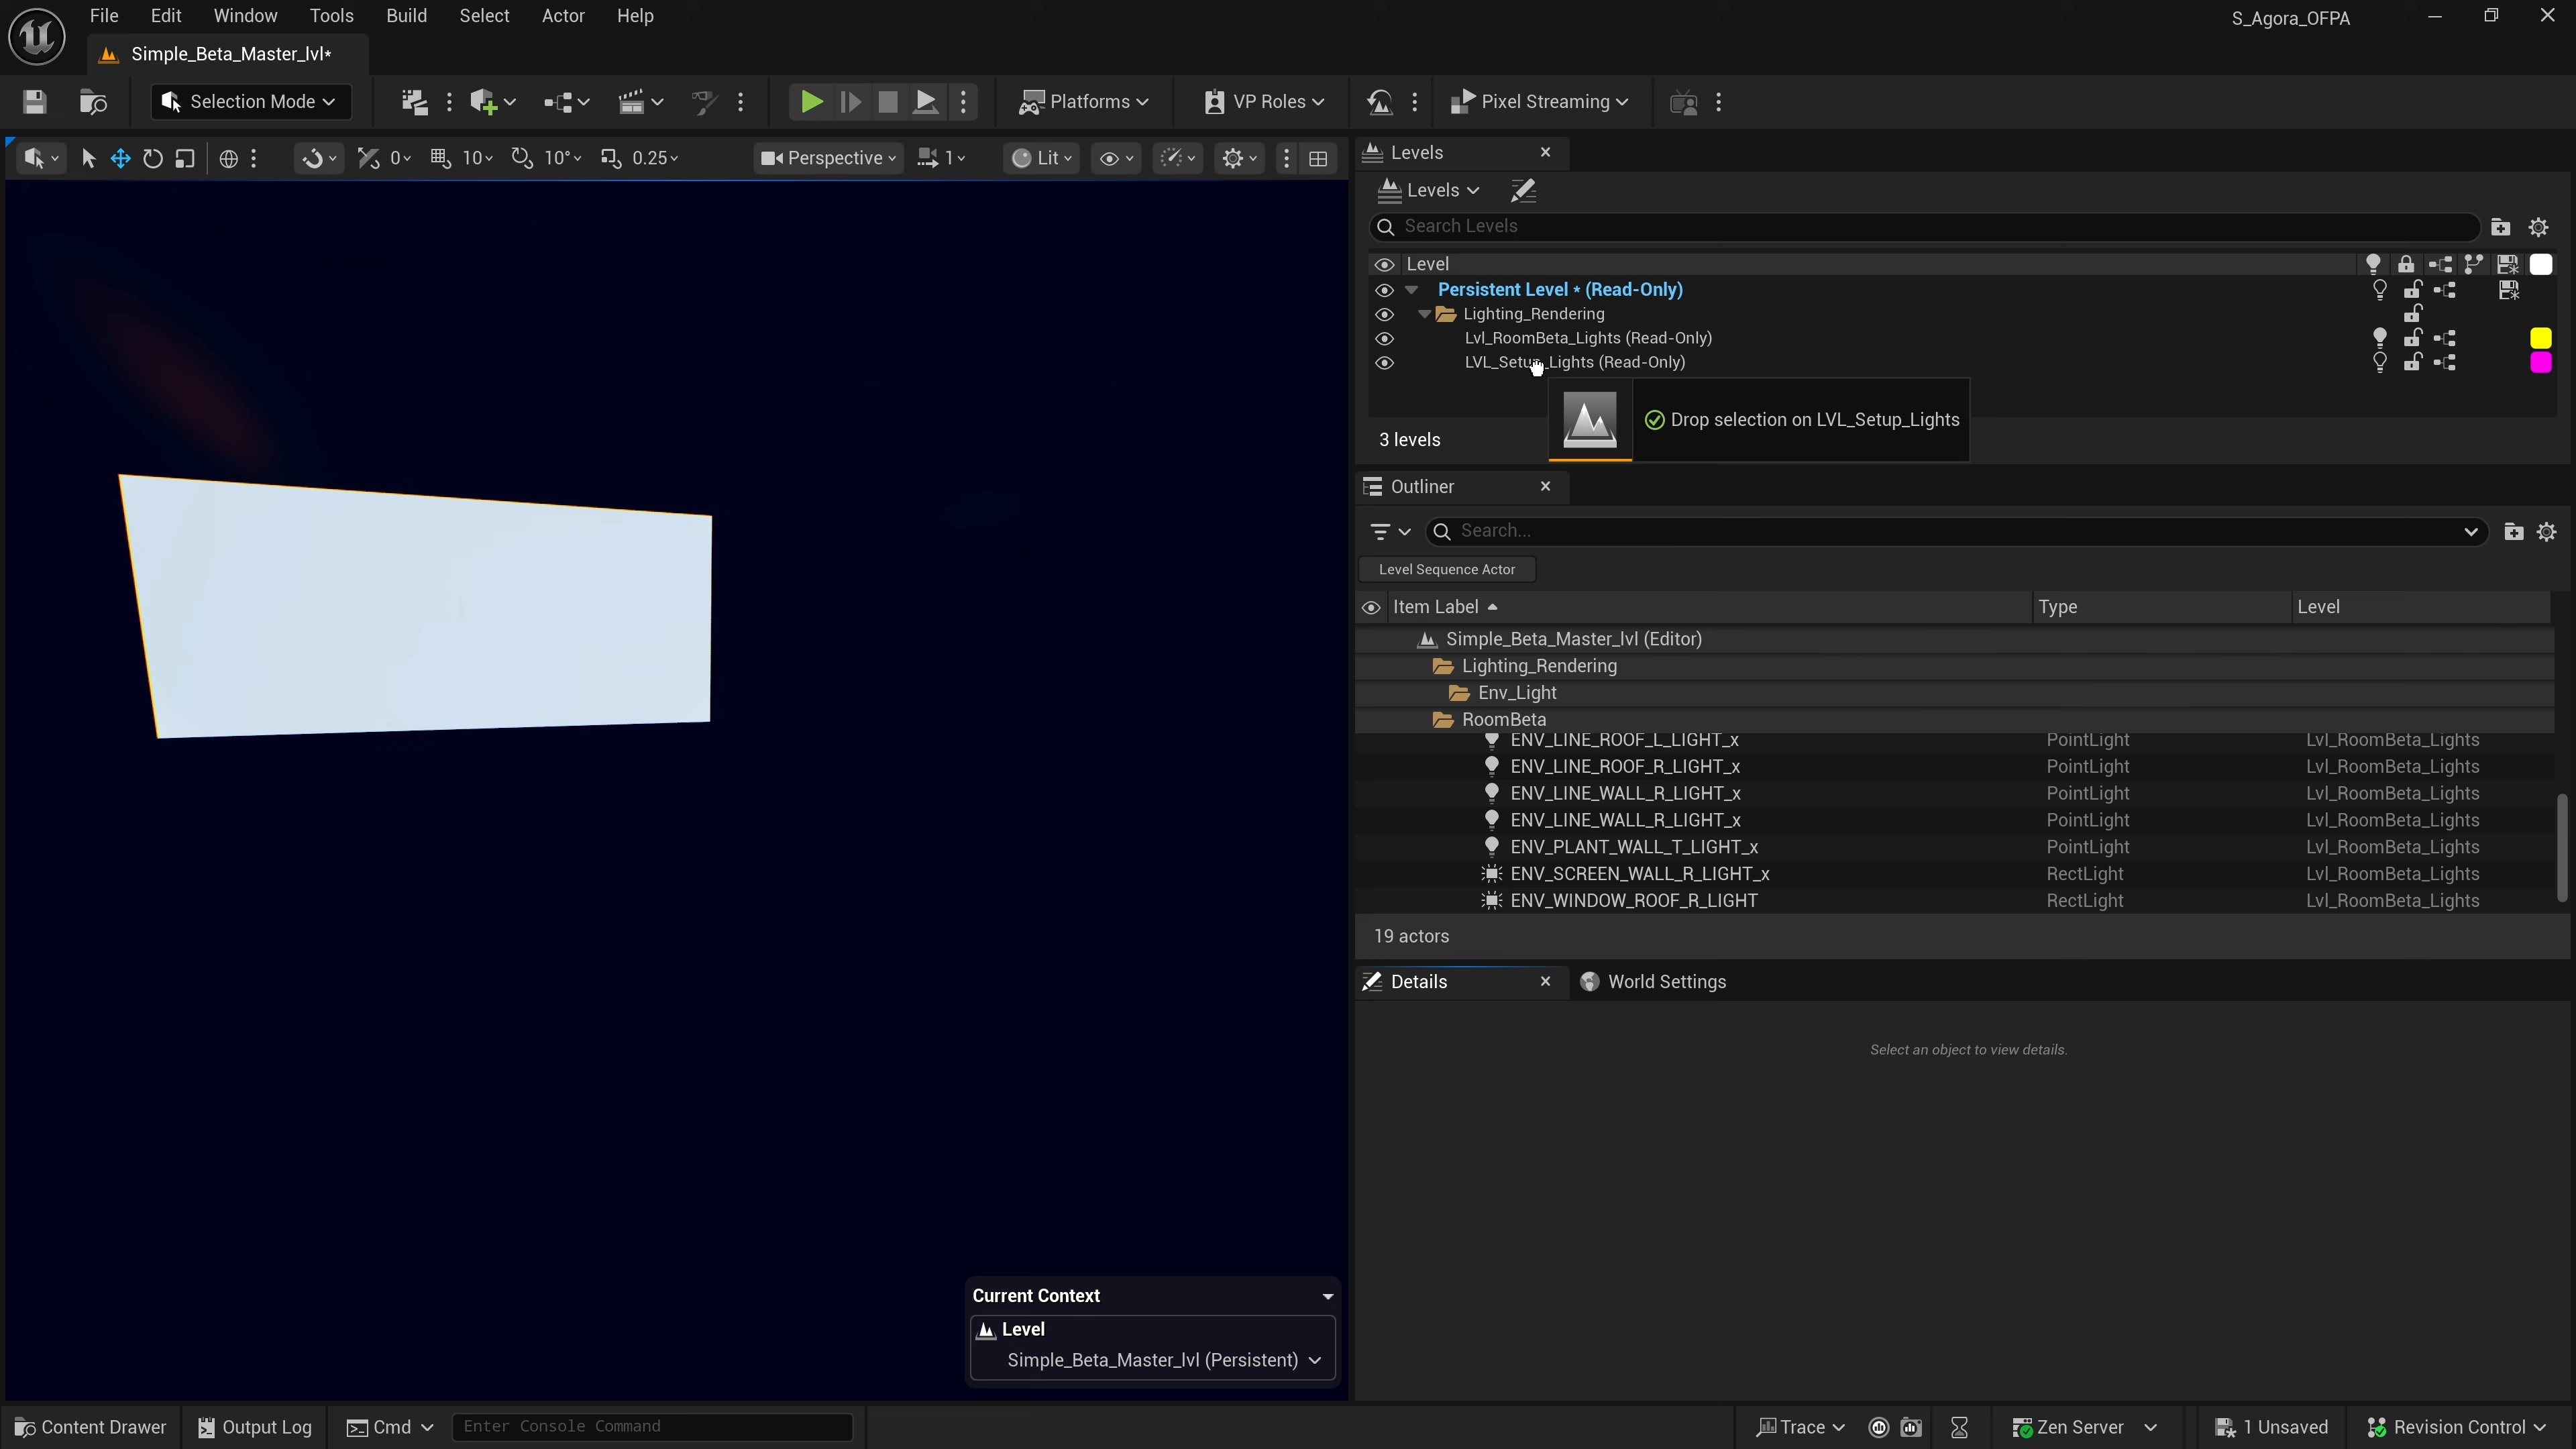 File Edit Window Tools Build Select Actor Help
S_Agora_OFPA
Simple_Beta_Master_lvl*
Selection Mode
Platforms
VP Roles
Pixel Streaming
0 10 10° 0.25 Perspective 1 Lit
Levels
Levels
Search Levels
Level
Persistent Level * (Read-Only)
Lighting_Rendering
Lvl_RoomBeta_Lights (Read-Only)
LVL_Setup_Lights (Read-Only)
Drop selection on LVL_Setup_Lights
3 levels
Outliner
Search...
Level Sequence Actor
Item Label Type Level
Simple_Beta_Master_lvl (Editor)
Lighting_Rendering
Env_Light
RoomBeta
ENV_LINE_ROOF_L_LIGHT_x PointLight Lvl_RoomBeta_Lights
ENV_LINE_ROOF_R_LIGHT_x PointLight Lvl_RoomBeta_Lights
ENV_LINE_WALL_R_LIGHT_x PointLight Lvl_RoomBeta_Lights
ENV_LINE_WALL_R_LIGHT_x PointLight Lvl_RoomBeta_Lights
ENV_PLANT_WALL_T_LIGHT_x PointLight Lvl_RoomBeta_Lights
ENV_SCREEN_WALL_R_LIGHT_x RectLight Lvl_RoomBeta_Lights
ENV_WINDOW_ROOF_R_LIGHT RectLight Lvl_RoomBeta_Lights
19 actors
Details World Settings
Select an object to view details.
Current Context
Level
Simple_Beta_Master_lvl (Persistent)
Content Drawer Output Log Cmd Enter Console Command Trace Zen Server 1 Unsaved Revision Control